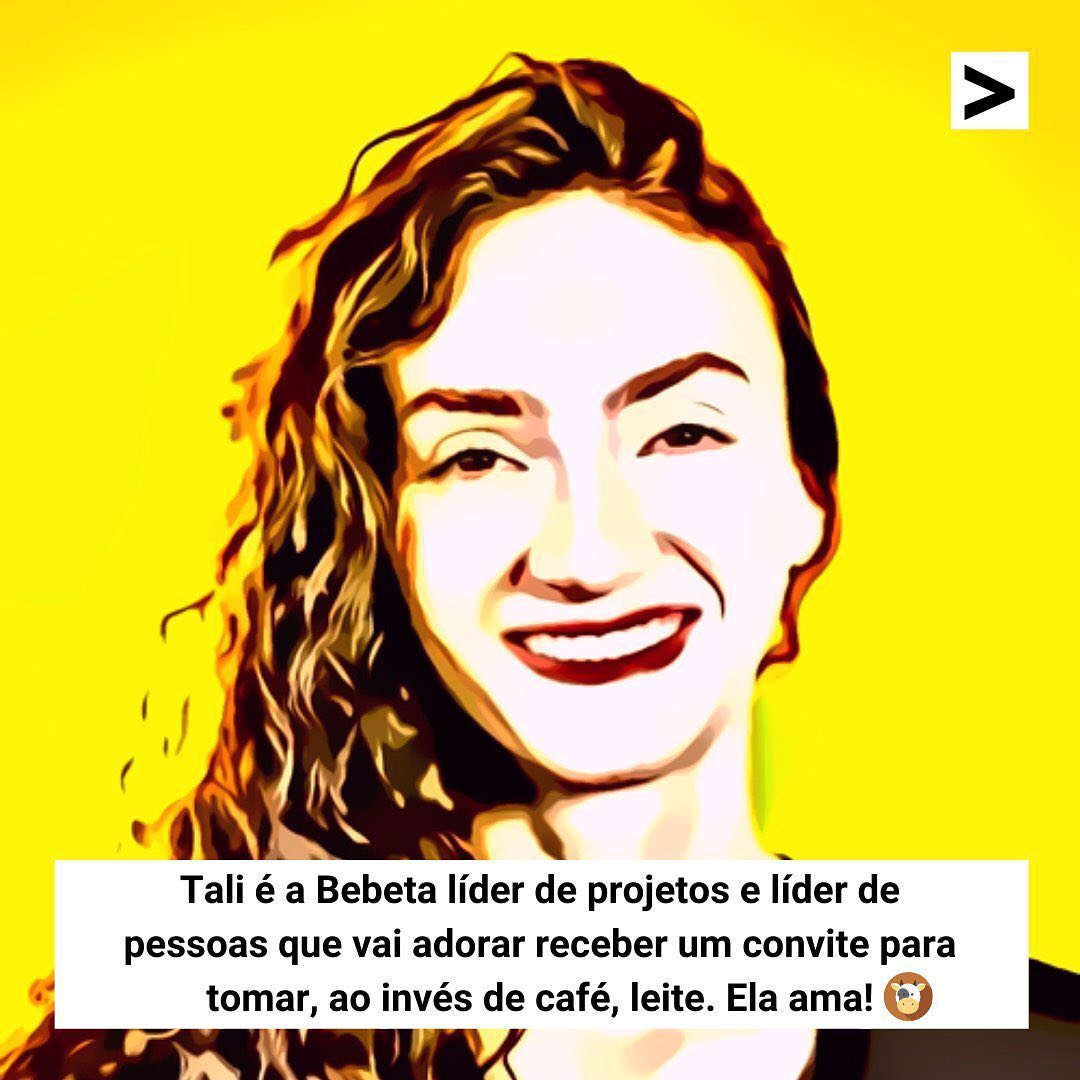 >
Tali é a Bebeta líder de projetos e líder de
pessoas que vai adorar receber um convite para
tomar, ao invés de café, leite. Ela ama!